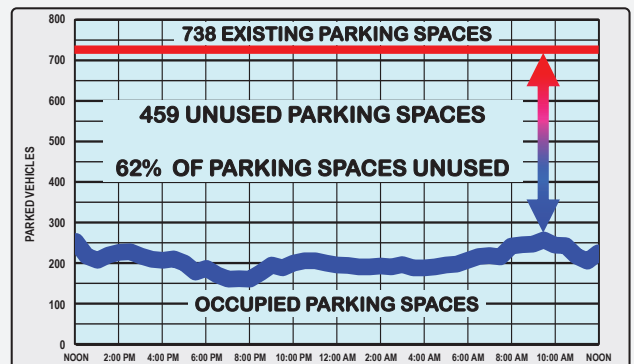 800
738 EXISTING PARKING SPACES
700
600
459 UNUSED PARKING SPACES
500
62% OF PARKING SPACES UNUSED
400
300
200
OCCUPIED PARKING SPACES
100
0
PARKED VEHICLES
NOON 2:00 PM 4:00 PM 6:00 PM 8:00 PM 10:00 PM 12:00 AM 2:00 AM 4:00 AM 6:00 AM 8:00 AM 10:00 AM NOON